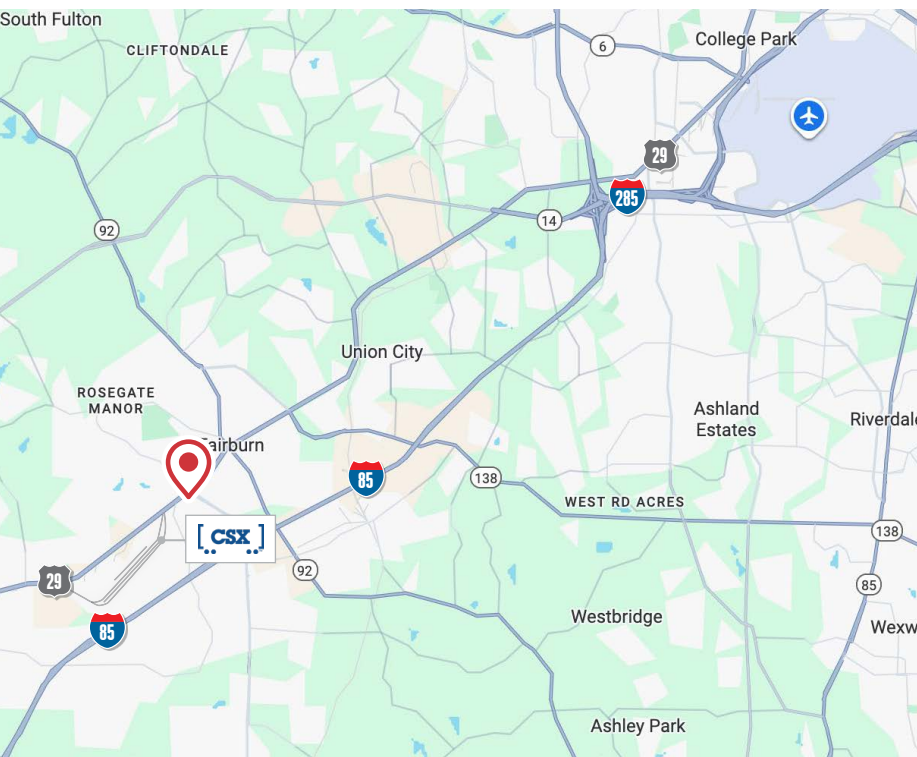 South Fulton
CLIFTONDALE
6
College Park
29
285
14
92
Union City
ROSEGATE
MANOR
Ashland
Estates
Riverdale
Fairburn
85
138
WEST RD ACRES
[CSX]
138
29
92
85
85
Westbridge
Wexw
Ashley Park